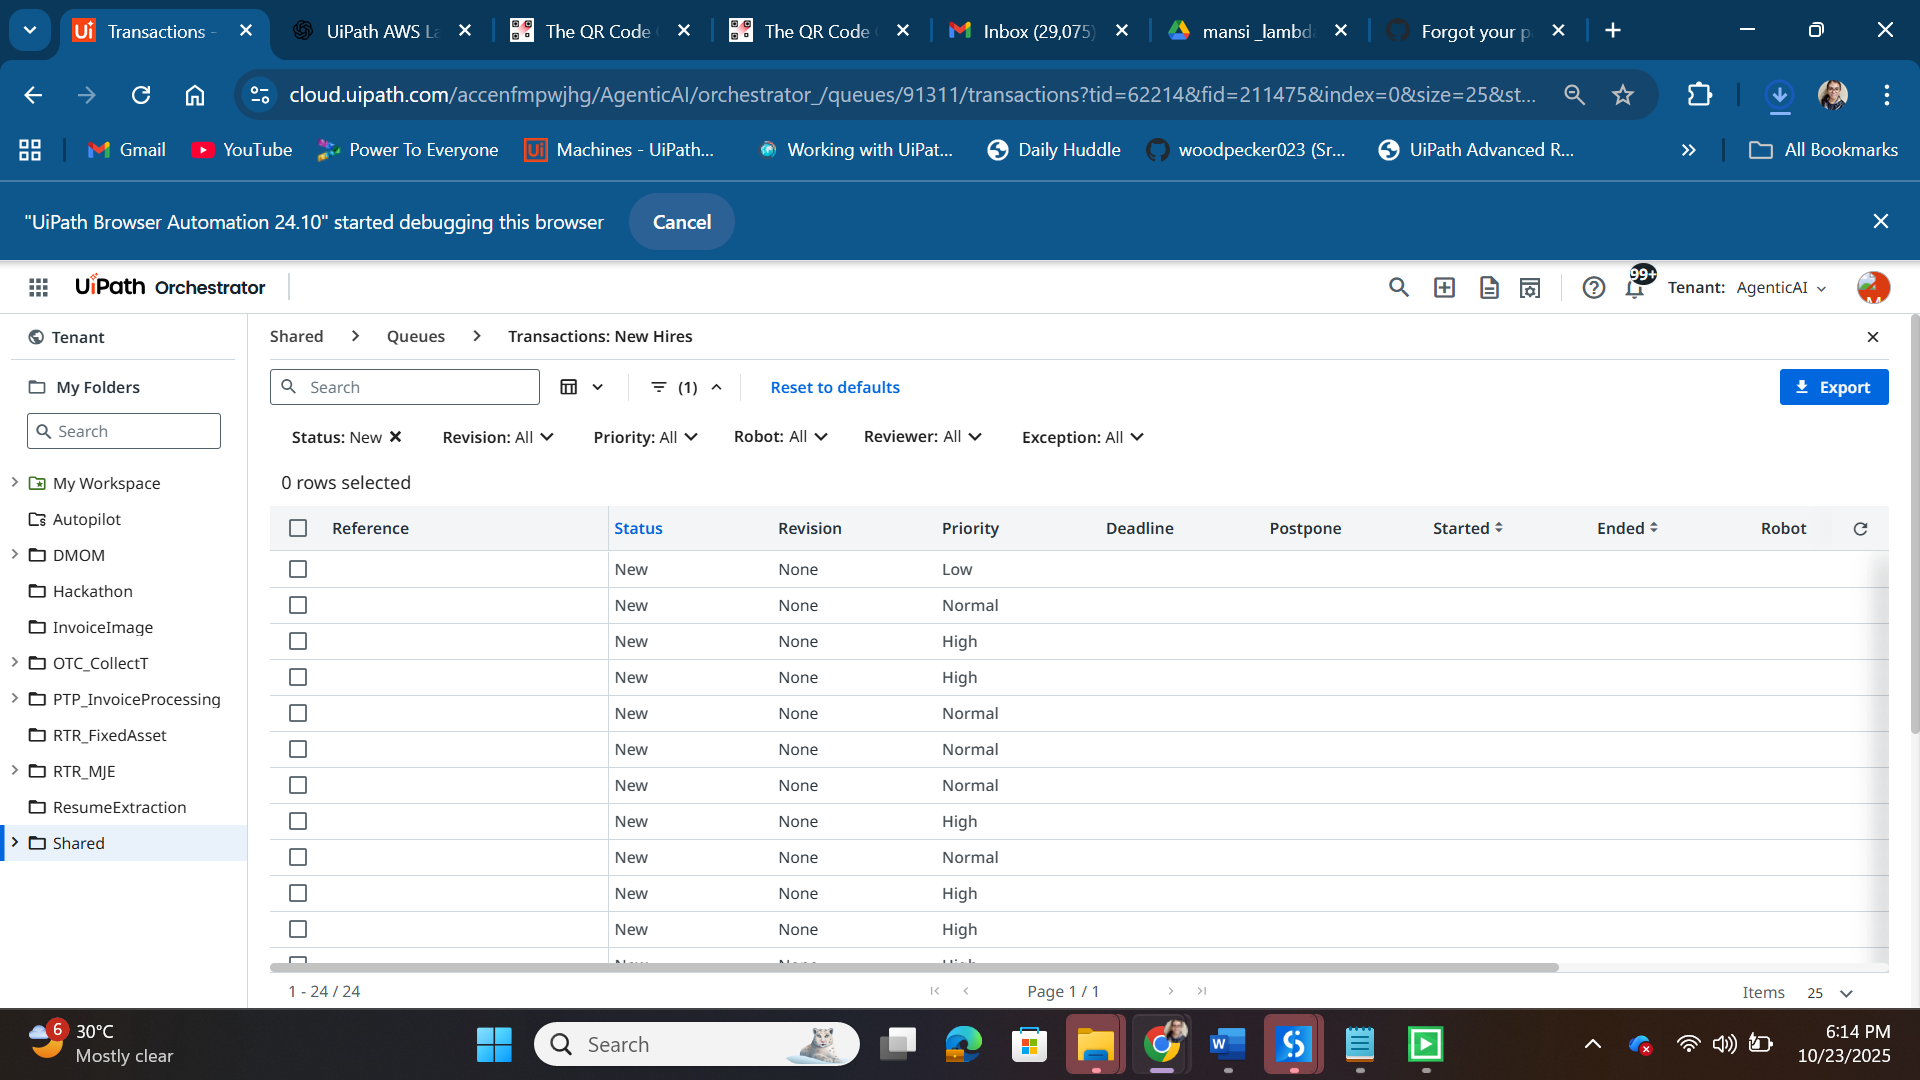 Transactions -
UiPath AWS La
The QR Code
The QR Code
Inbox (29,075)
mansi _lambd
Forgot your p
cloud.uipath.com/accenfmpwjhg/AgenticAI/orchestrator_/queues/91311/transactions?tid=62214&fid=211475&index=0&size=25&st...
Gmail
YouTube
Power To Everyone
Machines - UiPath...
Working with UiPat...
Daily Huddle
woodpecker023 (Sr...
UiPath Advanced R...
All Bookmarks
"UiPath Browser Automation 24.10" started debugging this browser
Cancel
UiPath Orchestrator
99+
Tenant: AgenticAI
Tenant
My Folders
Search
My Workspace
Autopilot
DMOM
Hackathon
InvoiceImage
OTC_CollectT
PTP_InvoiceProcessing
RTR_FixedAsset
RTR_MJE
ResumeExtraction
Shared
Shared > Queues > Transactions: New Hires
Search
(1)
Reset to defaults
Export
Status: New
Revision: All
Priority: All
Robot: All
Reviewer: All
Exception: All
0 rows selected
Reference Status Revision Priority Deadline Postpone Started Ended Robot
New None Low
New None Normal
New None High
New None High
New None Normal
New None Normal
New None Normal
New None High
New None Normal
New None High
New None High
New None High
1 - 24 / 24
Page 1 / 1
Items 25
6
30°C
Mostly clear
Search
6:14 PM
10/23/2025